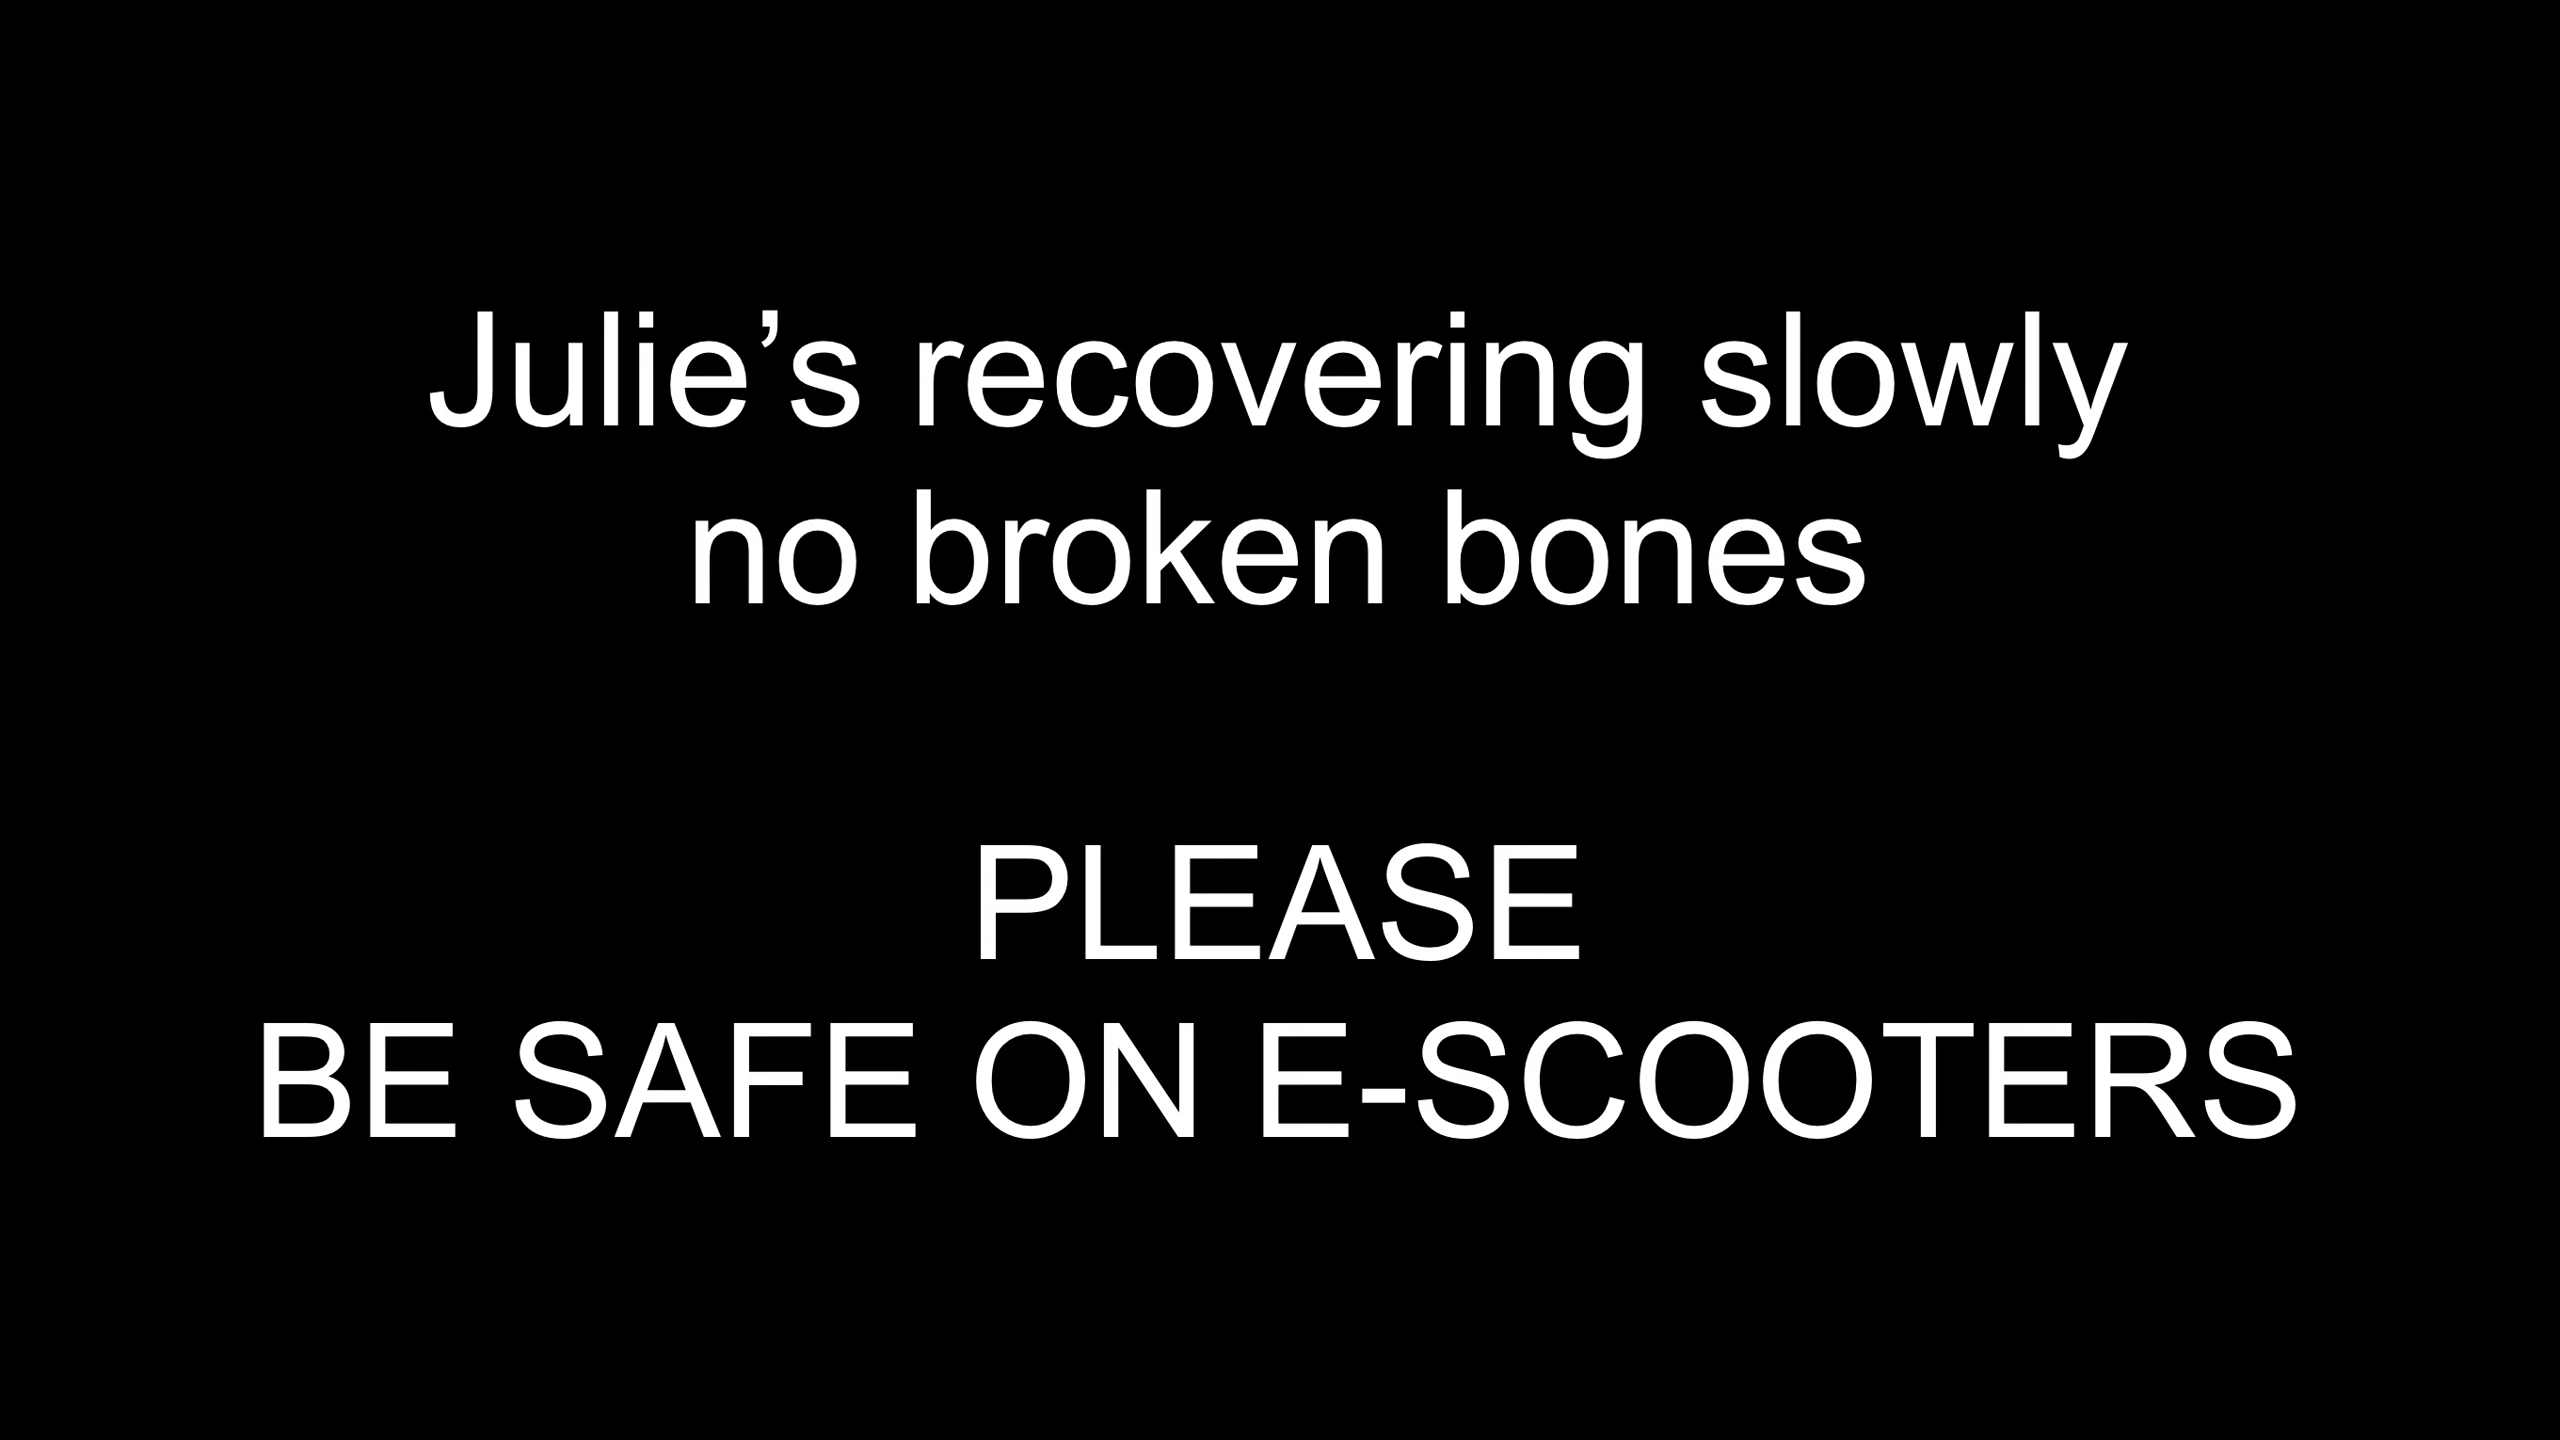 Julie’s recovering slowly
no broken bones
PLEASE
BE SAFE ON E-SCOOTERS